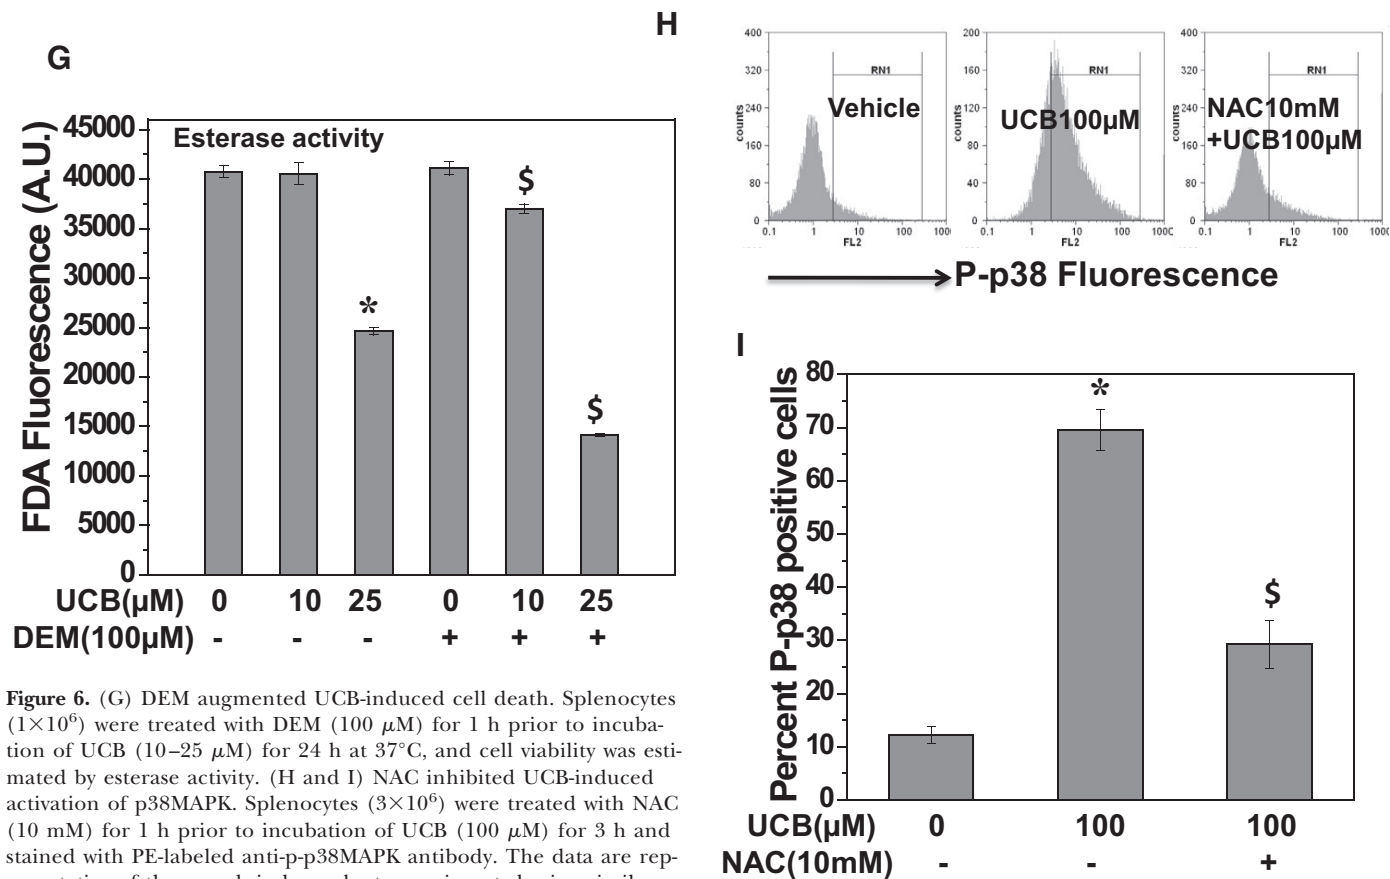 G
FDA Fluorescence (A.U.)
Esterase activity
45000
40000
35000
30000
25000
20000
15000
10000
5000
0
*
$
$
UCB(µM) 0 10 25 0 10 25
DEM(100µM) - - - + + +
Figure 6. (G) DEM augmented UCB-induced cell death. Splenocytes
(1×10⁶) were treated with DEM (100 μM) for 1 h prior to incuba-
tion of UCB (10–25 μM) for 24 h at 37°C, and cell viability was esti-
mated by esterase activity. (H and I) NAC inhibited UCB-induced
activation of p38MAPK. Splenocytes (3×10⁶) were treated with NAC
(10 mM) for 1 h prior to incubation of UCB (100 μM) for 3 h and
stained with PE-labeled anti-p-p38MAPK antibody. The data are rep-
H
counts
400
320
240
160
80
0
RN1
Vehicle
0.1 1 10 100
FL2
counts
200
160
120
80
40
0
RN1
UCB100µM
0.1 1 10 100
FL2
counts
400
320
240
160
80
0
RN1
NAC10mM
+UCB100µM
0.1 1 10 100
FL2
P-p38 Fluorescence
I
Percent P-p38 positive cells
80
70
60
50
40
30
20
10
0
*
$
UCB(µM) 0 100 100
NAC(10mM) - - +